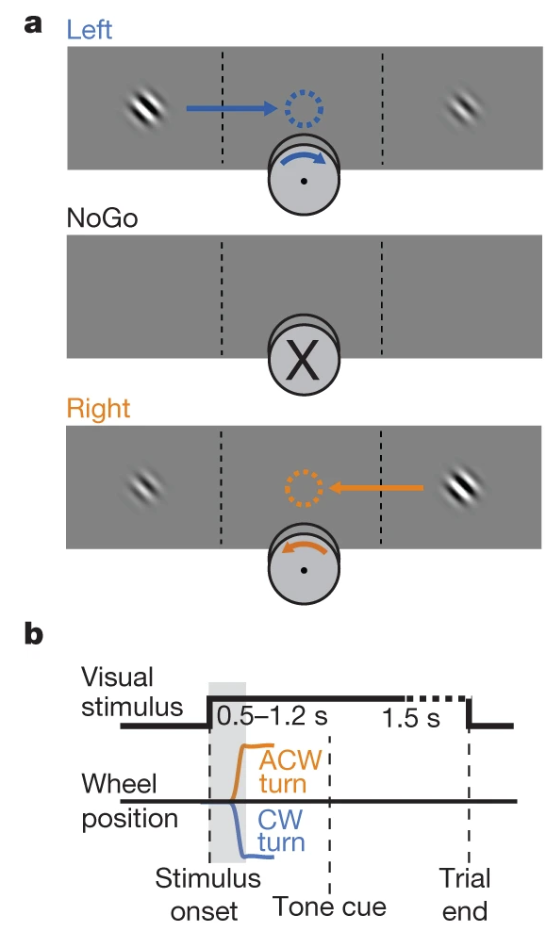 a
Left
NoGo
X
Right
b
Visual
stimulus
0.5–1.2 s
1.5 s
ACW
turn
Wheel
position
CW
turn
Stimulus
onset
Tone cue
Trial
end